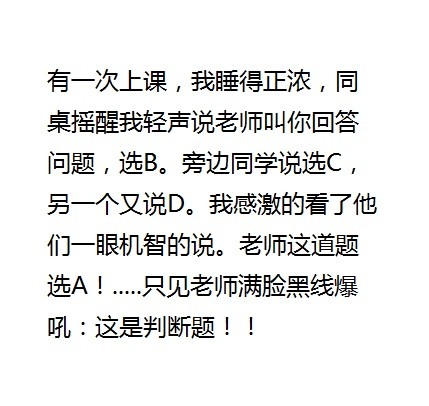 有一次上课，我睡得正浓，同
桌摇醒我轻声说老师叫你回答
问题，选B。旁边同学说选C，
另一个又说D。我感激的看了他
们一眼机智的说。老师这道题
选A！.....只见老师满脸黑线爆
吼：这是判断题！！